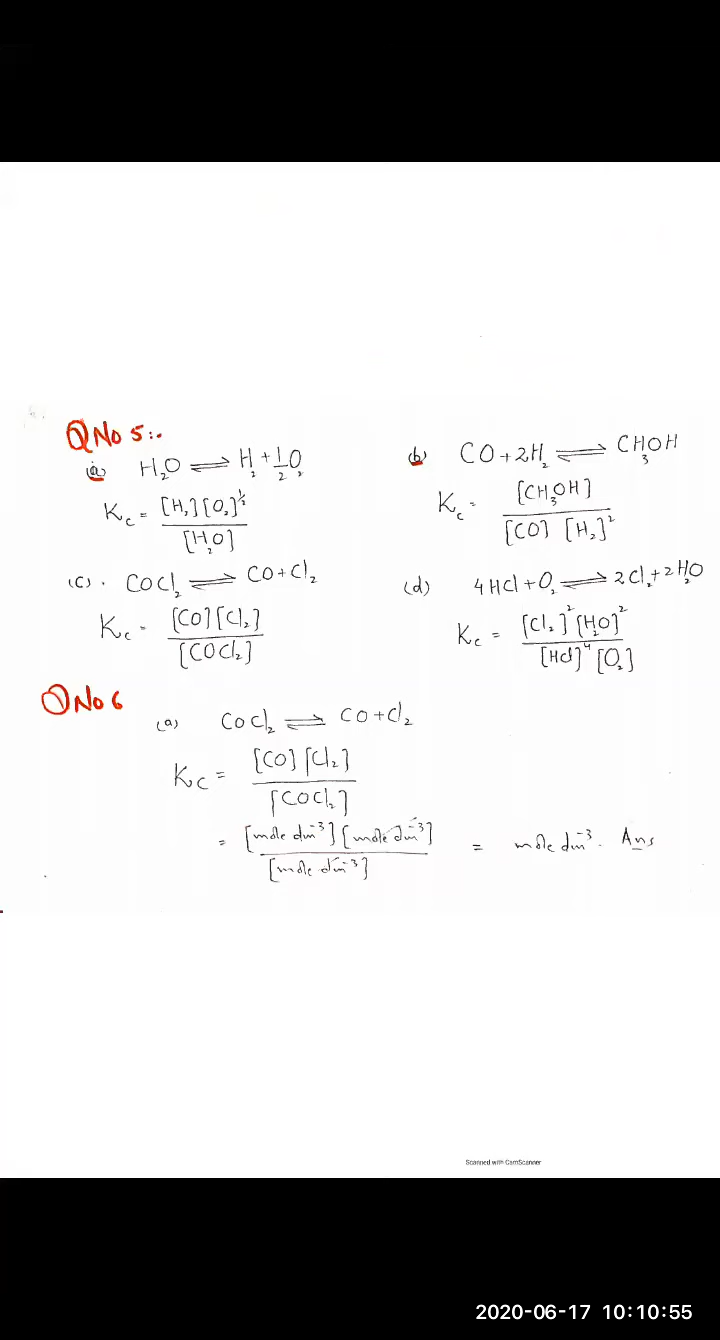 Q No 5:-
(a) H₂O ⇌ H₂ + 1/2 O₂
Kc = [H₂][O₂]^½ / [H₂O]
(b) CO + 2H₂ ⇌ CH₃OH
Kc = [CH₃OH] / [CO] [H₂]²
(c). COCl₂ ⇌ CO + Cl₂
Kc = [CO][Cl₂] / [COCl₂]
(d) 4HCl + O₂ ⇌ 2Cl₂ + 2H₂O
Kc = [Cl₂]² [H₂O]² / [HCl]⁴ [O₂]
Q No 6
(a) COCl₂ ⇌ CO + Cl₂
Kc = [CO] [Cl₂] / [COCl₂]
= [mole dm⁻³] [mole dm⁻³] / [mole dm⁻³] = mole dm⁻³. Ans
Scanned with CamScanner
2020-06-17 10:10:55